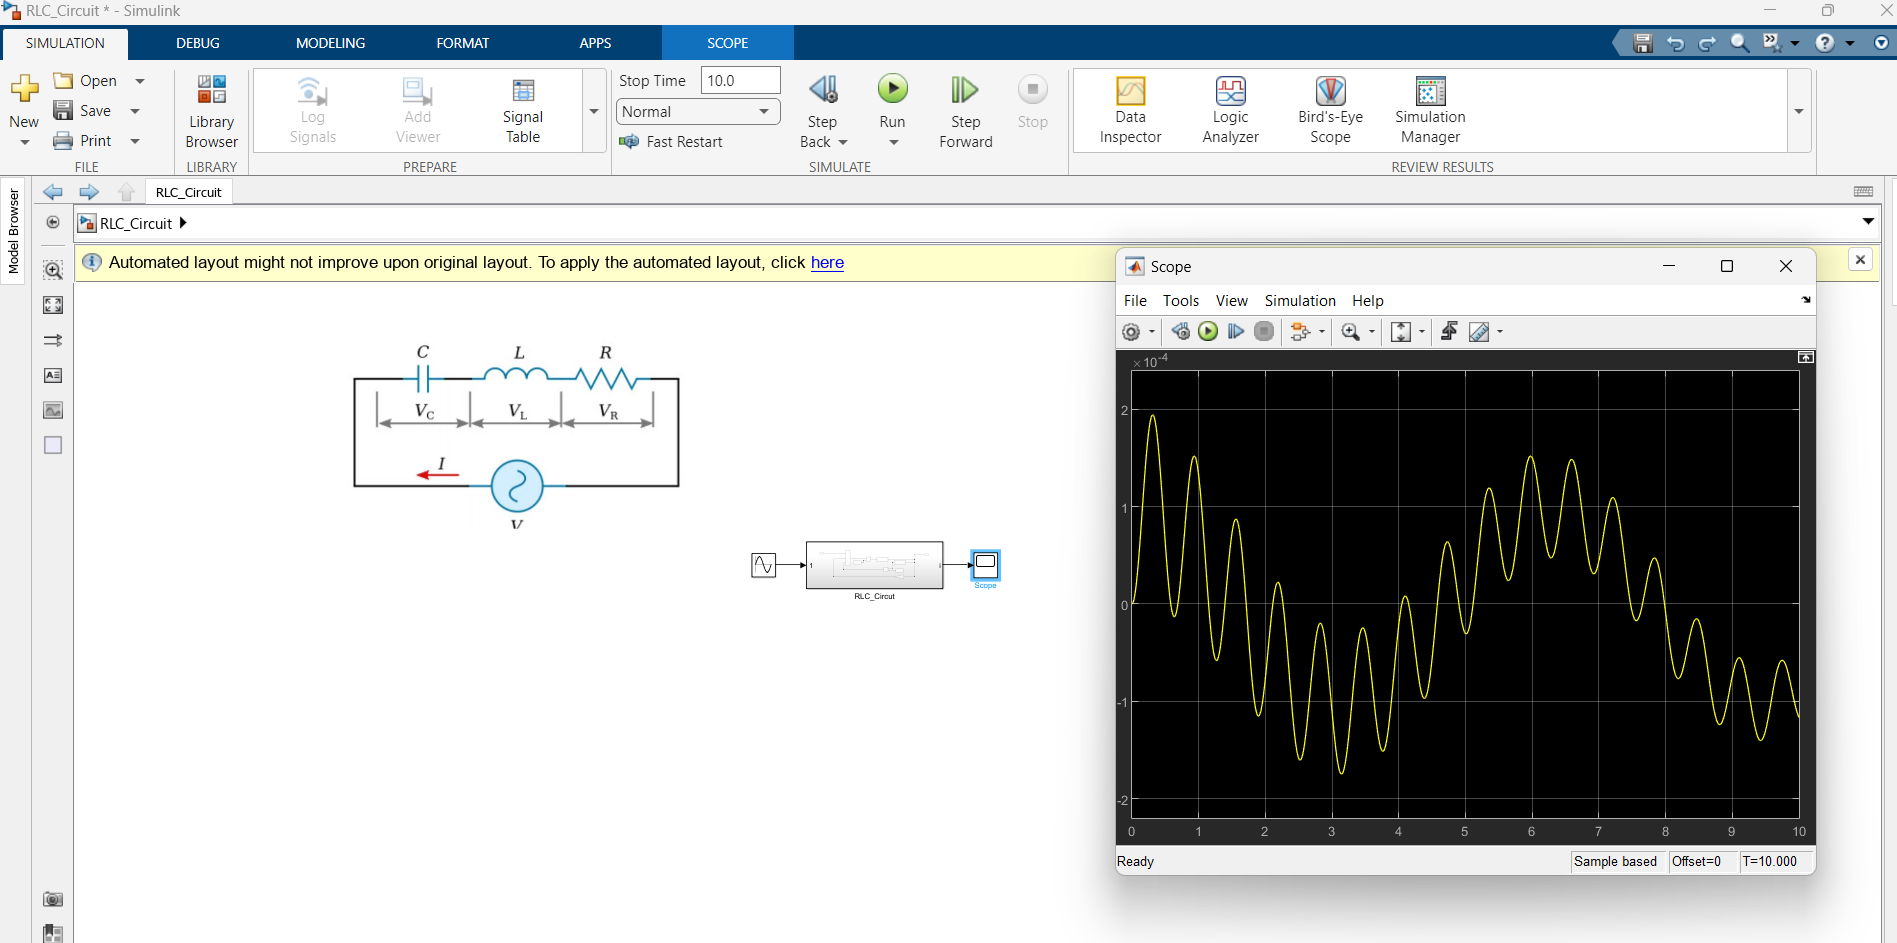 RLC_Circuit * - Simulink
SIMULATION DEBUG MODELING FORMAT APPS SCOPE
New
Open
Save
Print
FILE
Library Browser
LIBRARY
Log Signals
Add Viewer
Signal Table
PREPARE
Stop Time 10.0
Normal
Fast Restart
Step Back
Run
Step Forward
Stop
SIMULATE
Data Inspector
Logic Analyzer
Bird's-Eye Scope
Simulation Manager
REVIEW RESULTS
Model Browser
RLC_Circuit
RLC_Circuit
Automated layout might not improve upon original layout. To apply the automated layout, click here
C L R
VC VL VR
I
V
1 i
RLC_Circut
Scope
Scope
File Tools View Simulation Help
×10-4
2
1
0
-1
-2
0 1 2 3 4 5 6 7 8 9 10
Ready
Sample based Offset=0 T=10.000